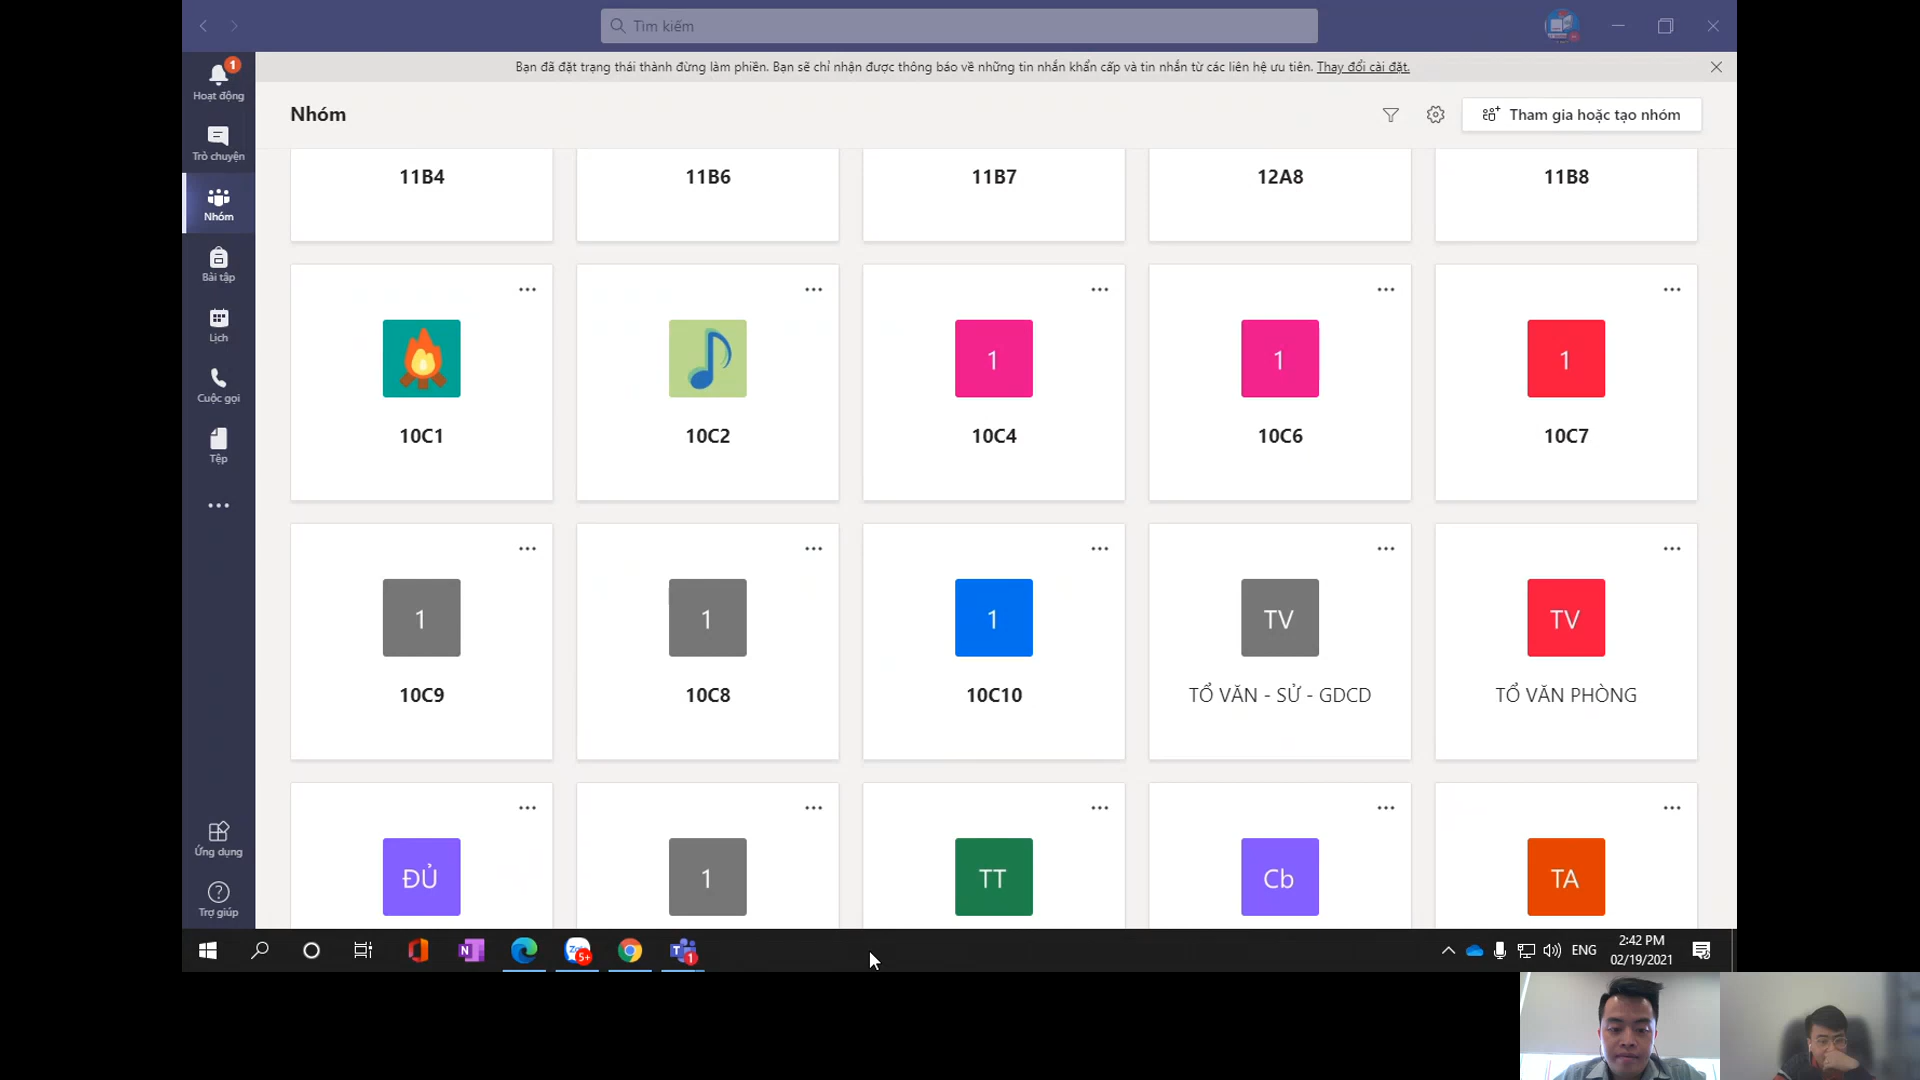 Tìm kiếm
Bạn đã đặt trạng thái thành đừng làm phiền. Bạn sẽ chỉ nhận được thông báo về những tin nhắn khẩn cấp và tin nhắn từ các liên hệ ưu tiên. Thay đổi cài đặt.
1
Hoạt động
Trò chuyện
Nhóm
Bài tập
Lịch
Cuộc gọi
Tệp
Ứng dụng
Trợ giúp
Nhóm
Tham gia hoặc tạo nhóm
11B4 11B6 11B7 12A8 11B8
1 1 1
10C1 10C2 10C4 10C6 10C7
1 1 1 TV TV
10C9 10C8 10C10 TỔ VĂN - SỬ - GDCD TỔ VĂN PHÒNG
ĐỦ 1 TT Cb TA
N Zalo 5+ T 1
ENG
2:42 PM
02/19/2021